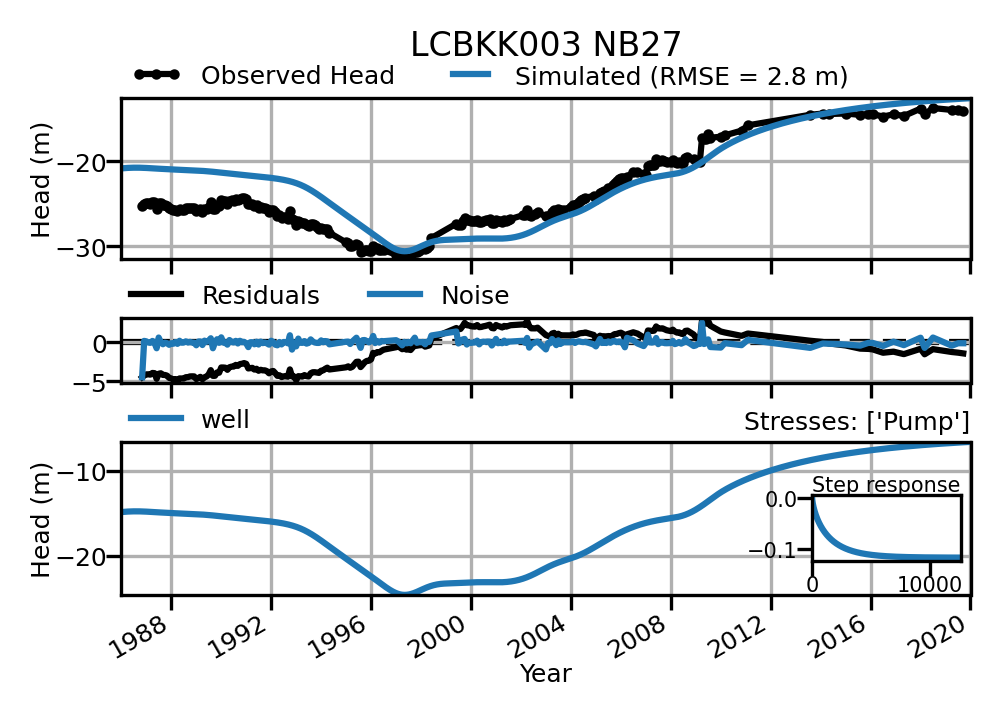 LCBKK003 NB27
Observed Head Simulated (RMSE = 2.8 m)
Head (m)
−20
−30
Residuals Noise
0
−5
well Stresses: ['Pump']
Head (m)
−10
−20
Step response
0.0
−0.1
0 10000
1988 1992 1996 2000 2004 2008 2012 2016 2020
Year